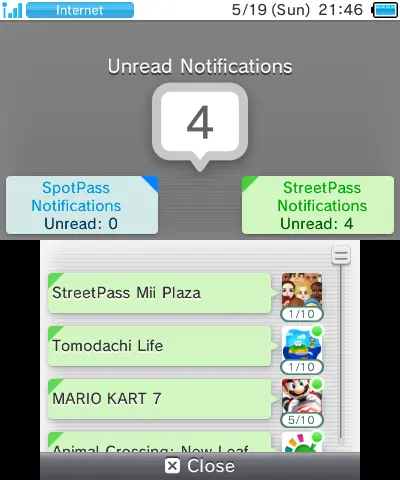 Internet 5/19 (Sun) 21:46
Unread Notifications
4
SpotPass
Notifications
Unread: 0
StreetPass
Notifications
Unread: 4
StreetPass Mii Plaza
1/10
Tomodachi Life
1/10
MARIO KART 7
5/10
Animal Crossing: New Leaf
Close